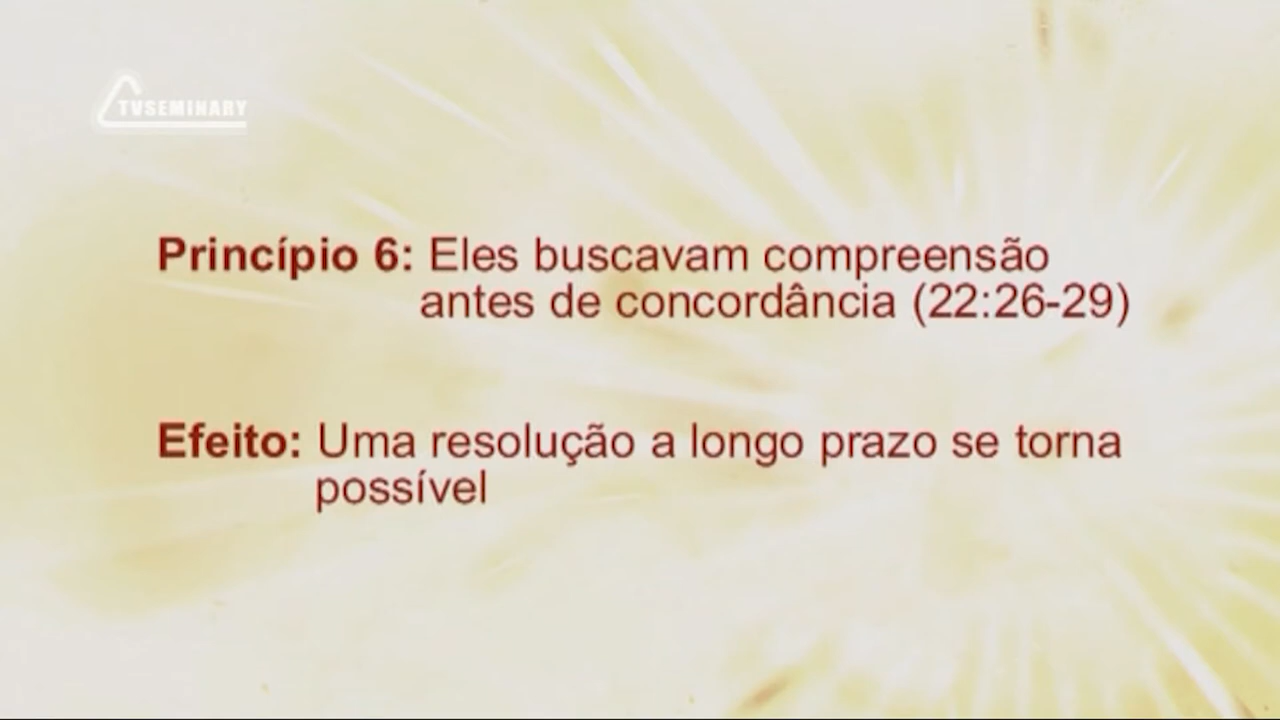 TVSEMINARY
Princípio 6: Eles buscavam compreensão
antes de concordância (22:26-29)
Efeito: Uma resolução a longo prazo se torna
possível